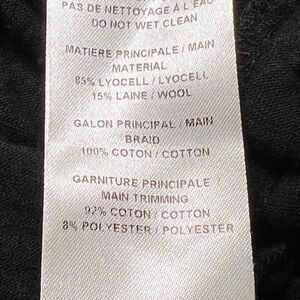 PAS DE NETTOYAGE À L'EAU
DO NOT WET CLEAN
MATIERE PRINCIPALE / MAIN
MATERIAL
85% LYOCELL / LYOCELL
15% LAINE / WOOL
GALON PRINCIPAL / MAIN
BRAID
100% COTON / COTTON
GARNITURE PRINCIPALE /
MAIN TRIMMING
92% COTON / COTTON
8% POLYESTER / POLYESTER